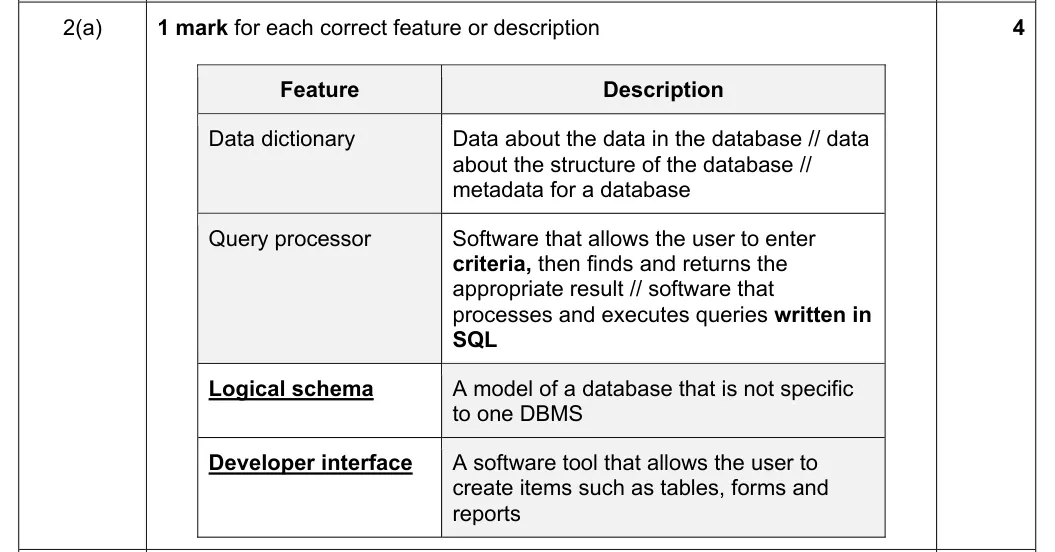 2(a)
1 mark for each correct feature or description
4
Feature
Description
Data dictionary
Data about the data in the database // data
about the structure of the database //
metadata for a database
Query processor
Software that allows the user to enter
criteria, then finds and returns the
appropriate result // software that
processes and executes queries written in
SQL
Logical schema
A model of a database that is not specific
to one DBMS
Developer interface
A software tool that allows the user to
create items such as tables, forms and
reports